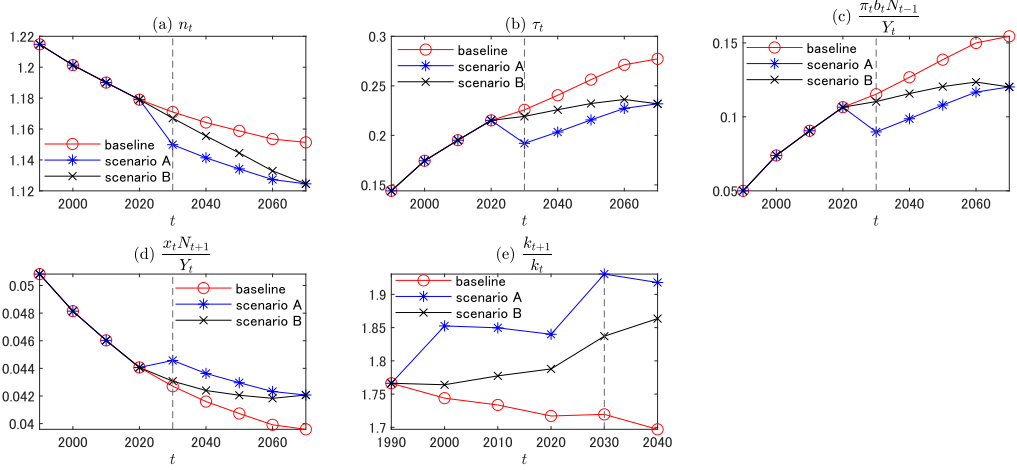 (a) n_t
1.22
1.2
1.18
1.16
1.14
1.12
baseline
scenario A
scenario B
2000
2020
2040
2060
t
(b) τ_t
0.3
0.25
0.2
0.15
baseline
scenario A
scenario B
2000
2020
2040
2060
t
(c) π_t b_t N_{t−1} / Y_t
0.15
0.1
0.05
baseline
scenario A
scenario B
2000
2020
2040
2060
t
(d) x_t N_{t+1} / Y_t
0.05
0.048
0.046
0.044
0.042
0.04
baseline
scenario A
scenario B
2000
2020
2040
2060
t
(e) k_{t+1} / k_t
1.9
1.85
1.8
1.75
1.7
baseline
scenario A
scenario B
1990
2000
2010
2020
2030
2040
t